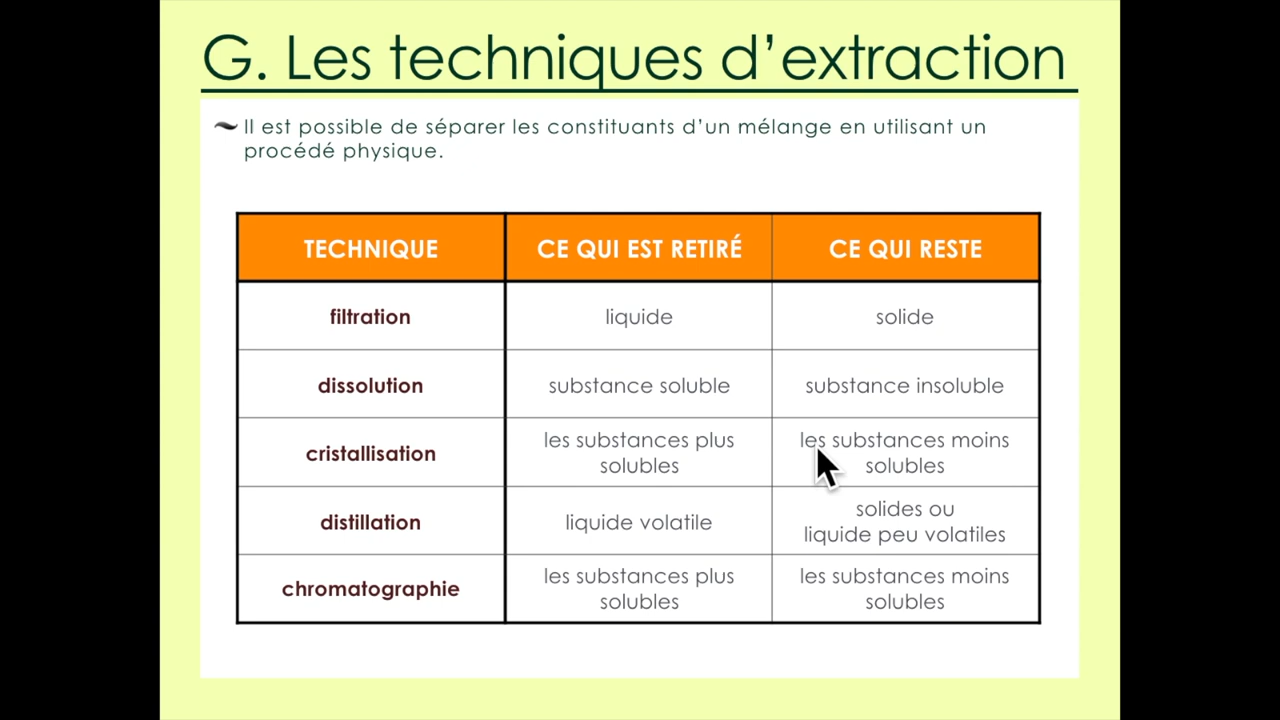 G. Les techniques d’extraction
Il est possible de séparer les constituants d’un mélange en utilisant un
procédé physique.
TECHNIQUE
CE QUI EST RETIRÉ
CE QUI RESTE
filtration
liquide
solide
dissolution
substance soluble
substance insoluble
cristallisation
les substances plus
solubles
les substances moins
solubles
distillation
liquide volatile
solides ou
liquide peu volatiles
chromatographie
les substances plus
solubles
les substances moins
solubles